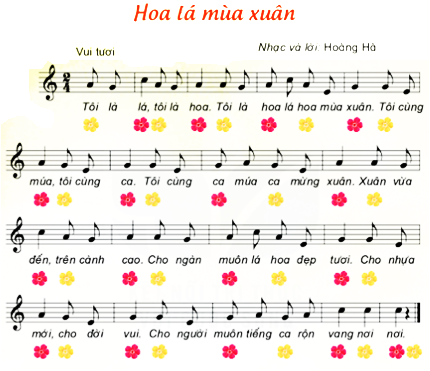 Hoa lá mùa xuân
Vui tươi
Nhạc và lời: Hoàng Hà
2
4
Tôi là lá, tôi là hoa. Tôi là hoa lá hoa mùa xuân. Tôi cùng
múa, tôi cùng ca. Tôi cùng ca múa ca mừng xuân. Xuân vừa
đến, trên cành cao. Cho ngàn muôn lá hoa đẹp tươi. Cho nhựa
mới, cho đời vui. Cho người muôn tiếng ca rộn vang nơi nơi.